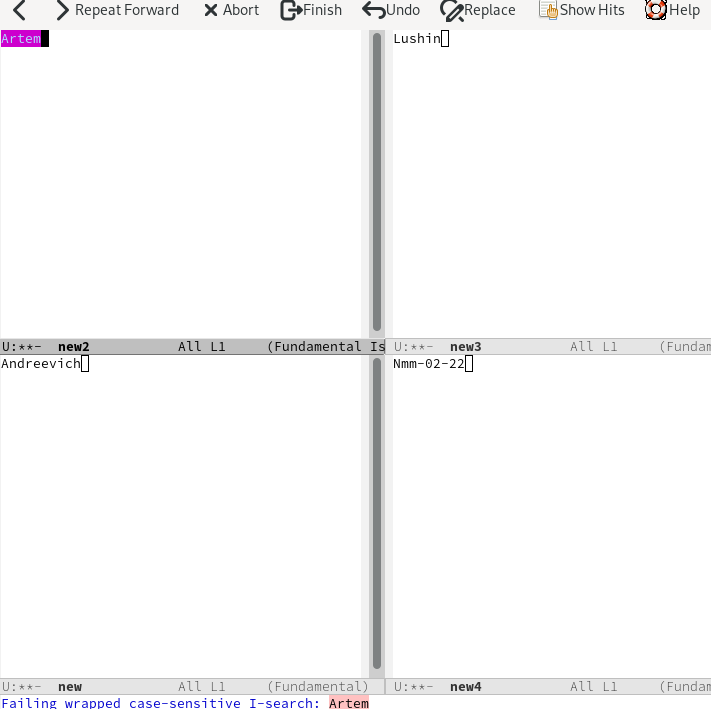 Repeat Forward Abort Finish Undo Replace Show Hits Help
Artem
Lushin
U:**- new2 All L1 (Fundamental Is
U:**- new3 All L1 (Fundam
Andreevich
Nmm-02-22
U:**- new All L1 (Fundamental)
U:**- new4 All L1 (Fundam
Failing wrapped case-sensitive I-search: Artem